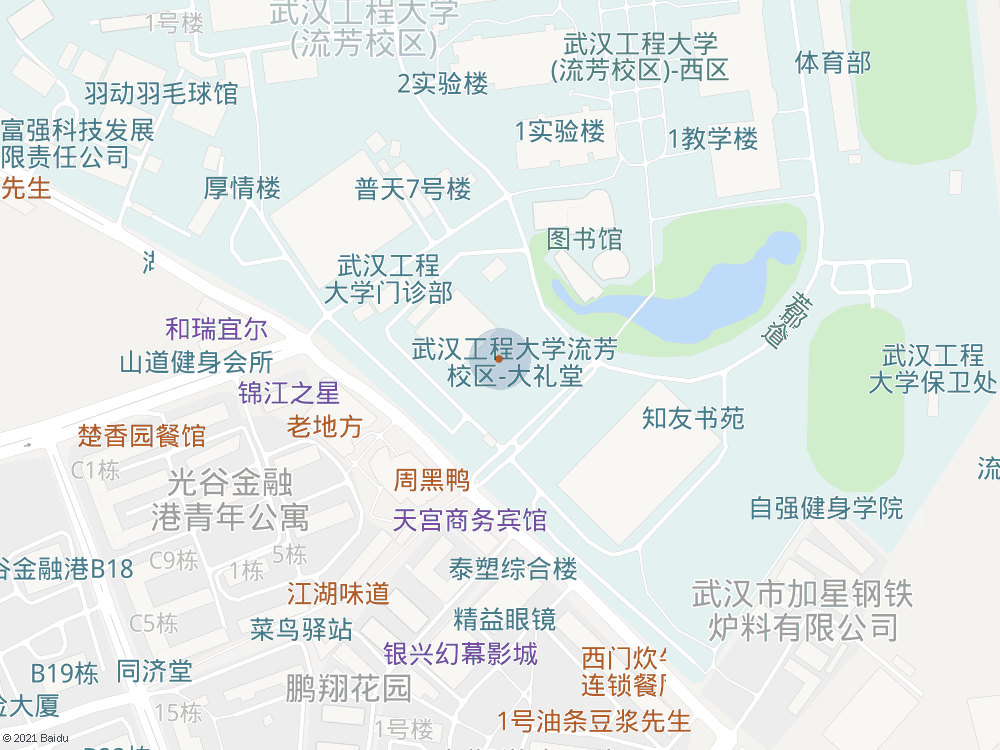 1号楼
武汉工程大学
(流芳校区)
武汉工程大学
(流芳校区)-西区
体育部
2实验楼
羽动羽毛球馆
富强科技发展
限责任公司
1实验楼
1教学楼
先生
厚情楼
普天7号楼
图书馆
武汉工程
大学门诊部
芳邮道
和瑞宜尔
山道健身会所
武汉工程大学流芳
校区-大礼堂
武汉工程
大学保卫处
锦江之星
老地方
知友书苑
楚香园餐馆
C1栋
周黑鸭
光谷金融
港青年公寓
流
自强健身学院
天宫商务宾馆
C9栋
5栋
谷金融港B18
1栋
泰塑综合楼
江湖味道
武汉市加星钢铁
炉料有限公司
C5栋
菜鸟驿站
精益眼镜
银兴幻幕影城
西门炊
连锁餐
B19栋
同济堂
鹏翔花园
大厦
15栋
1号楼
1号油条豆浆先生
© 2021 Baidu